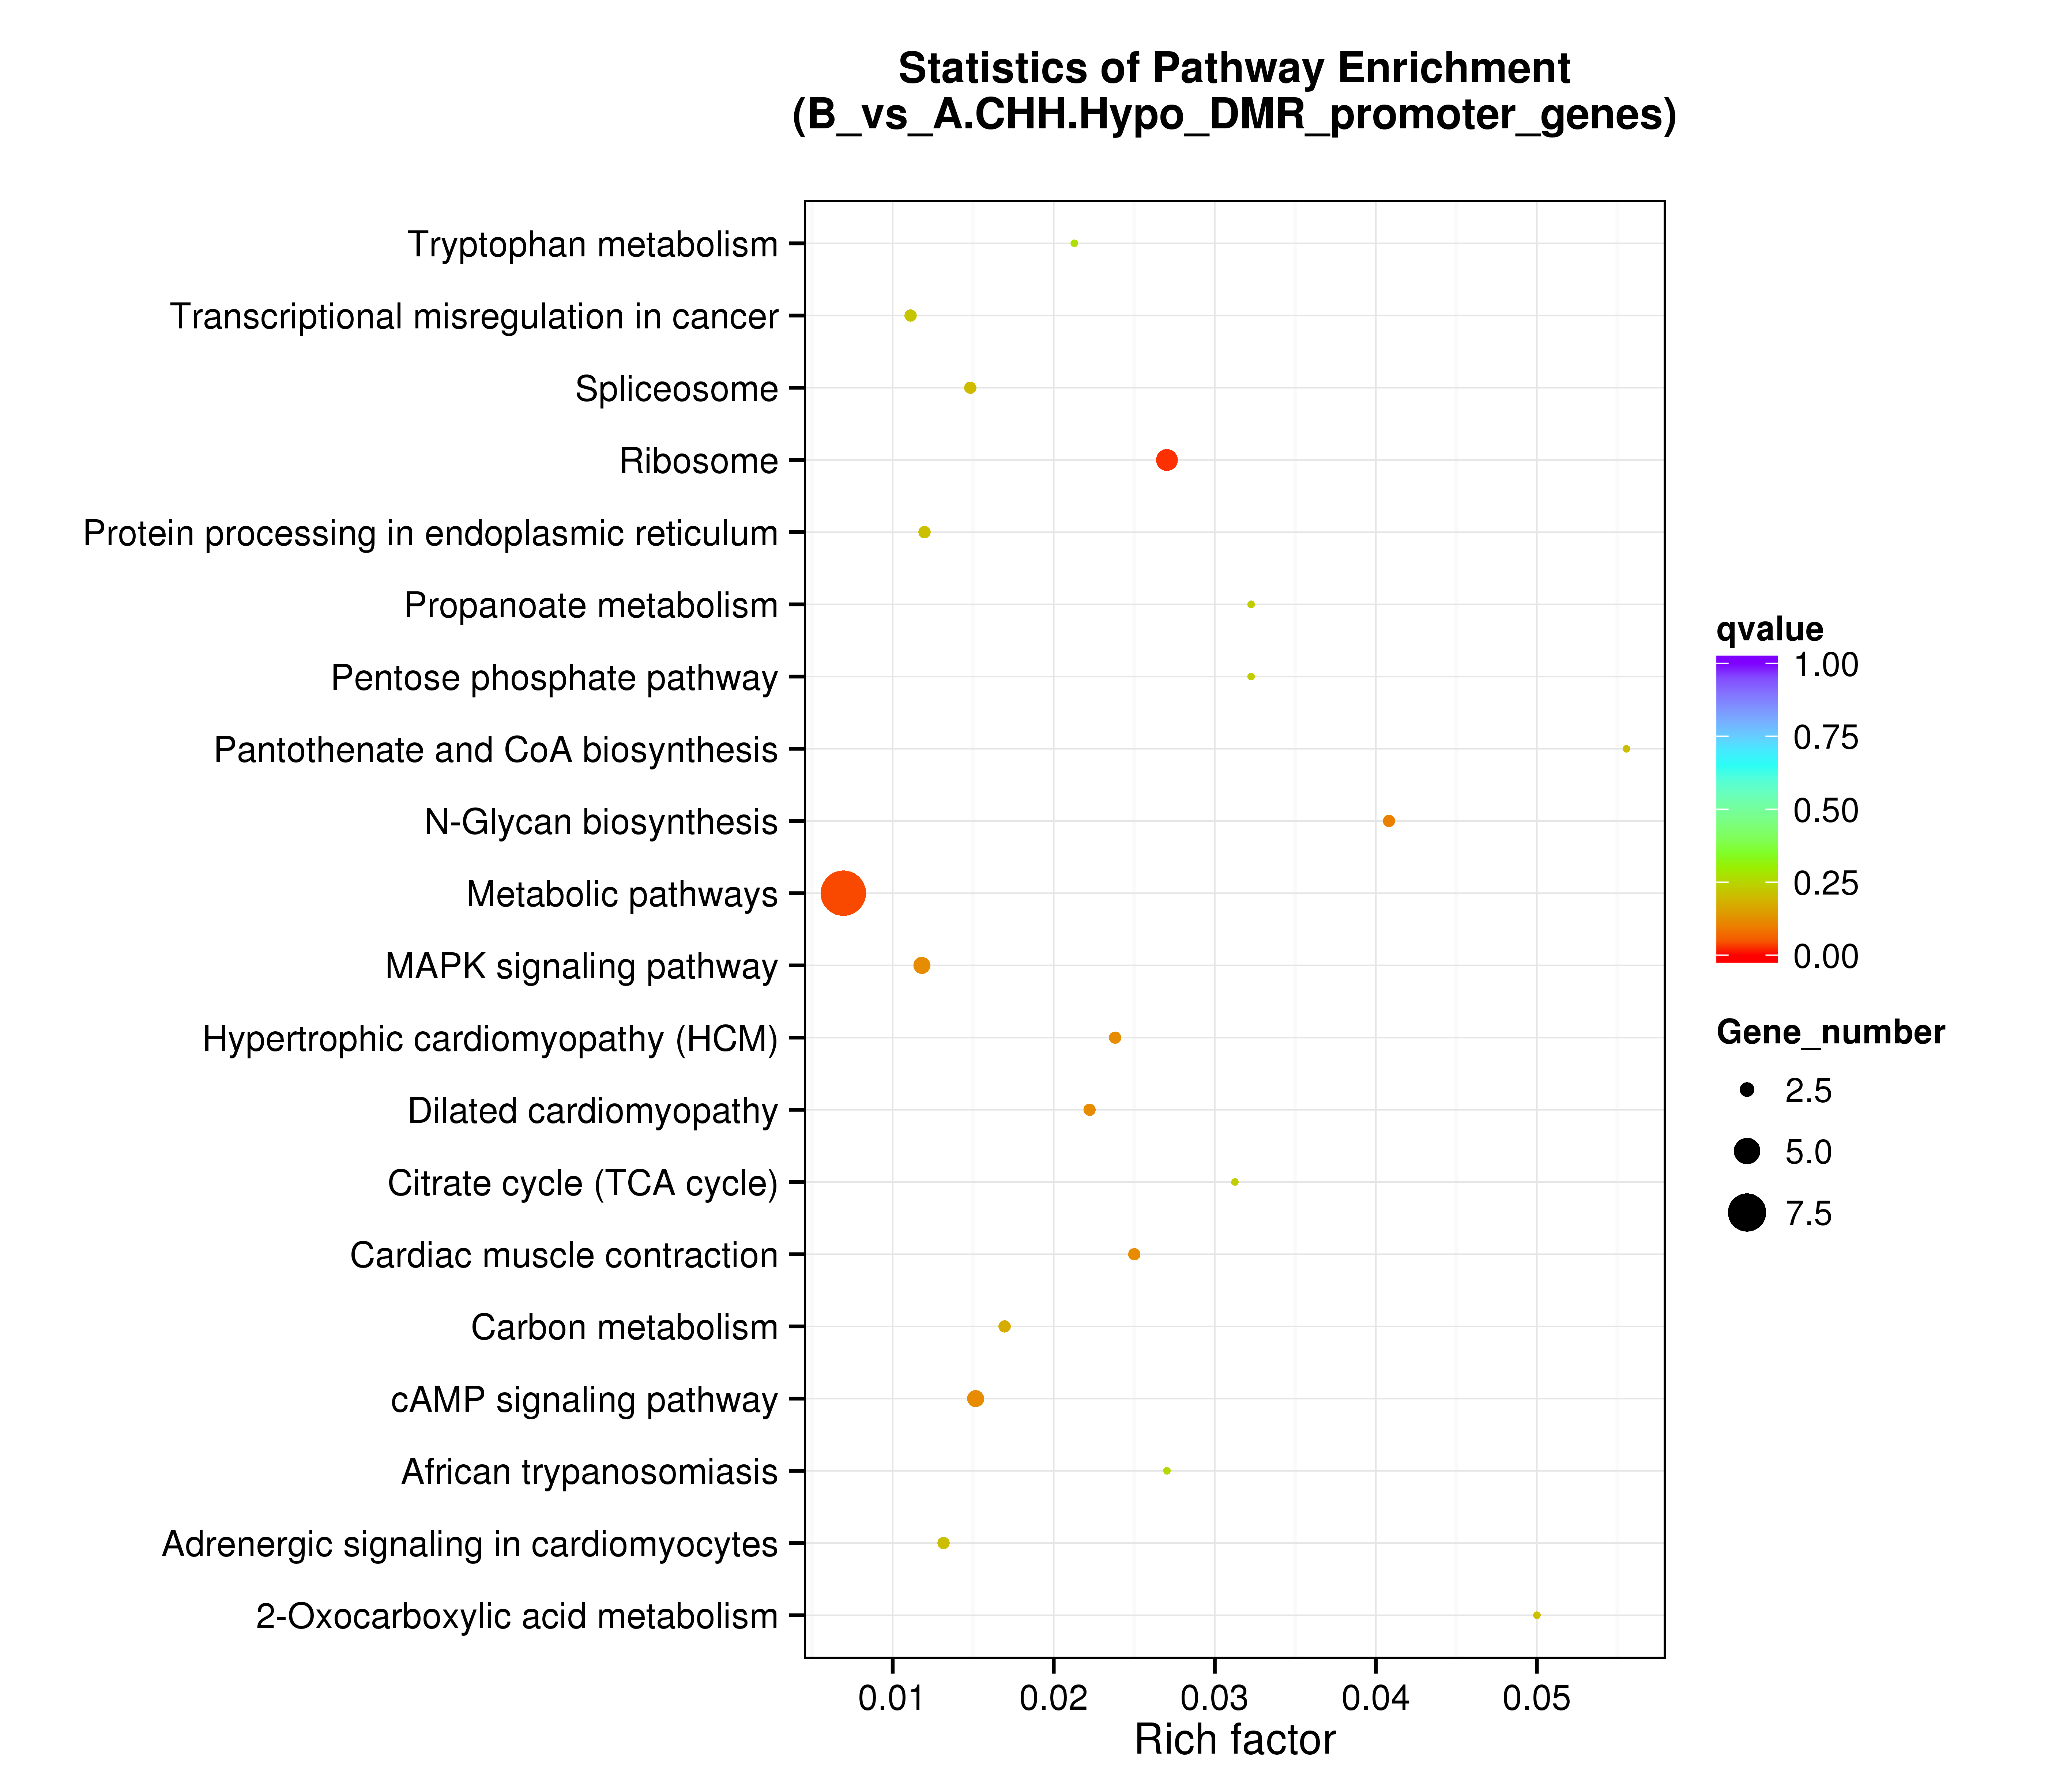 Statistics of Pathway Enrichment
(B_vs_A.CHH.Hypo_DMR_promoter_genes)
Tryptophan metabolism
Transcriptional misregulation in cancer
Spliceosome
Ribosome
Protein processing in endoplasmic reticulum
Propanoate metabolism
Pentose phosphate pathway
Pantothenate and CoA biosynthesis
N-Glycan biosynthesis
Metabolic pathways
MAPK signaling pathway
Hypertrophic cardiomyopathy (HCM)
Dilated cardiomyopathy
Citrate cycle (TCA cycle)
Cardiac muscle contraction
Carbon metabolism
cAMP signaling pathway
African trypanosomiasis
Adrenergic signaling in cardiomyocytes
2-Oxocarboxylic acid metabolism
0.01 0.02 0.03 0.04 0.05
Rich factor
qvalue
1.00
0.75
0.50
0.25
0.00
Gene_number
2.5
5.0
7.5